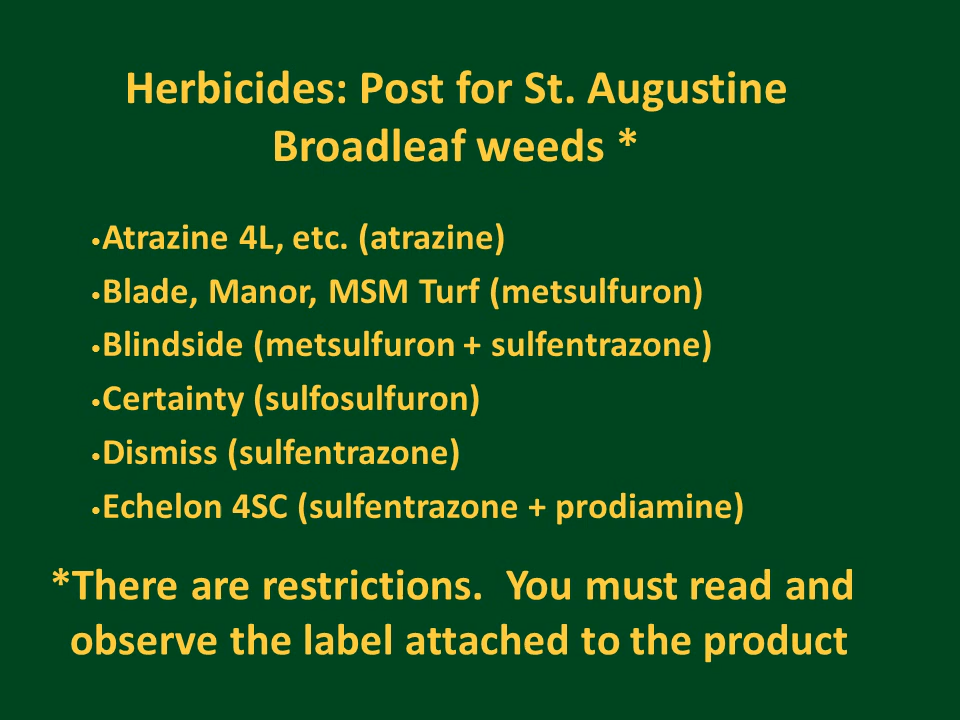 Herbicides: Post for St. Augustine
Broadleaf weeds *
•Atrazine 4L, etc. (atrazine)
•Blade, Manor, MSM Turf (metsulfuron)
•Blindside (metsulfuron + sulfentrazone)
•Certainty (sulfosulfuron)
•Dismiss (sulfentrazone)
•Echelon 4SC (sulfentrazone + prodiamine)
*There are restrictions.  You must read and
observe the label attached to the product